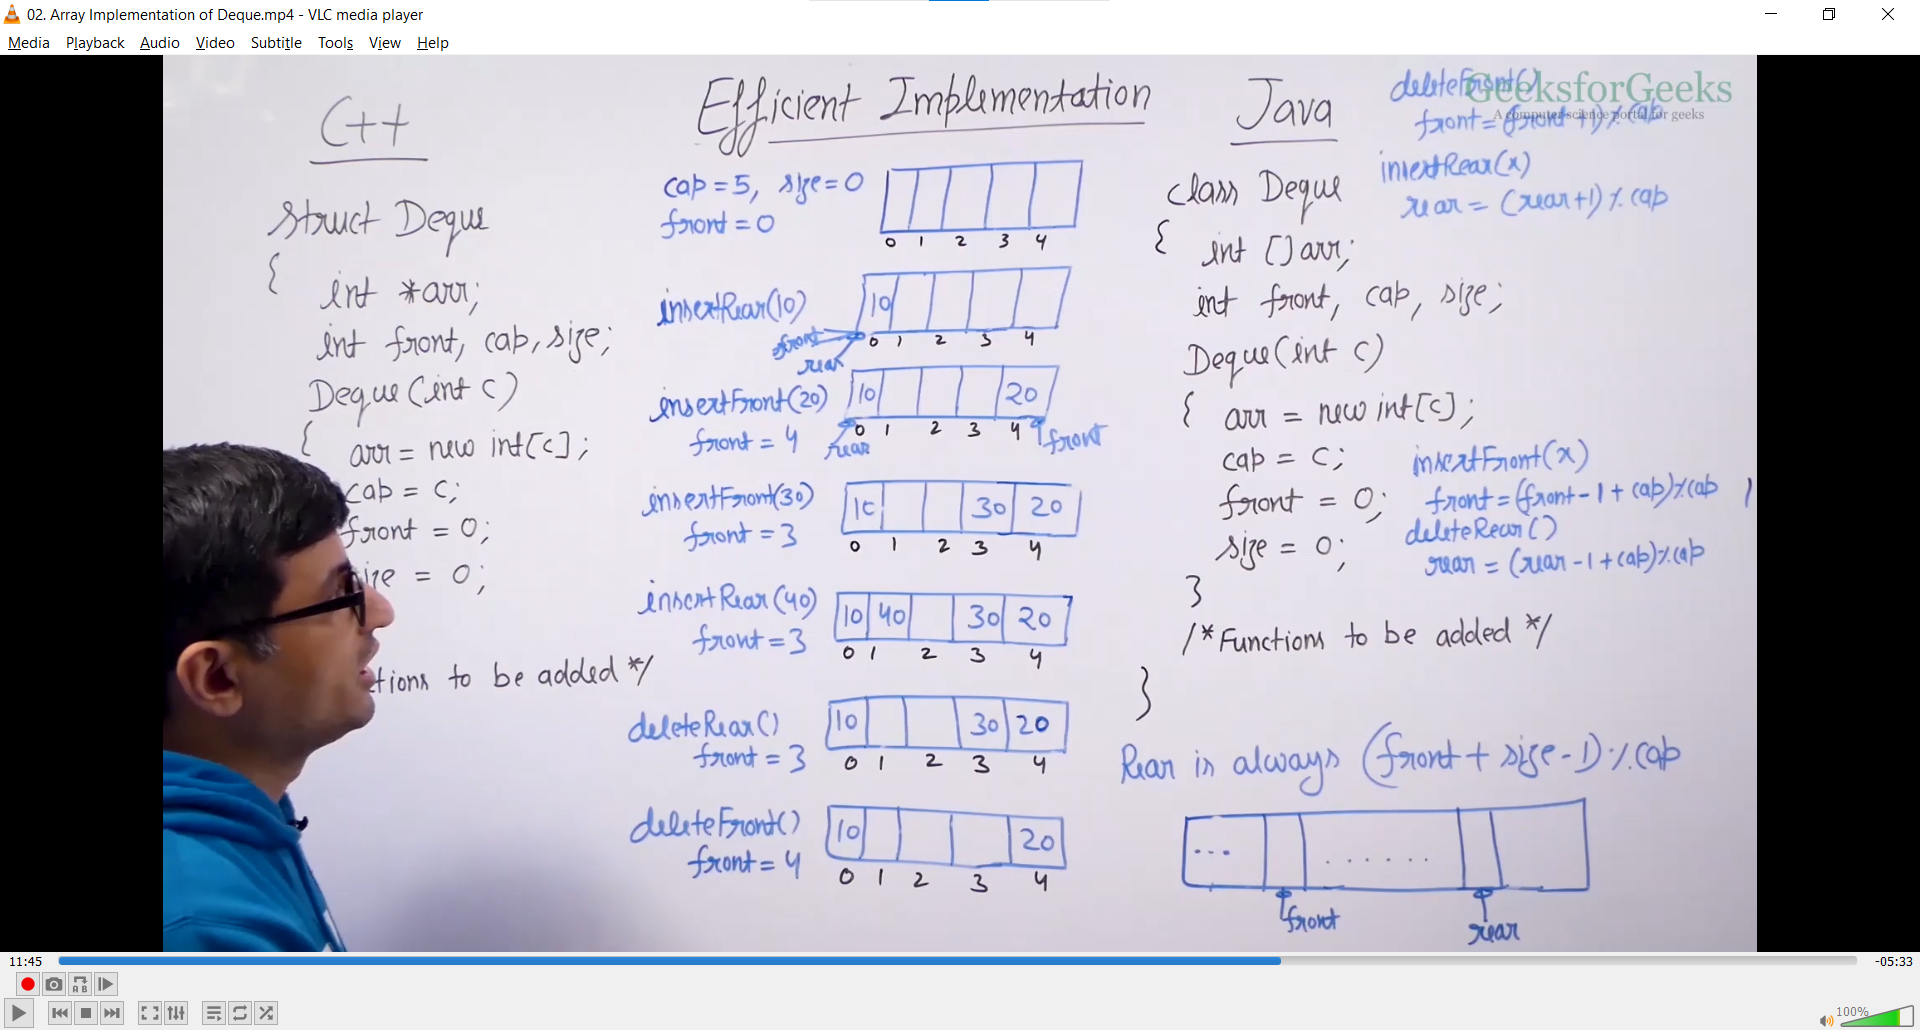 02. Array Implementation of Deque.mp4 - VLC media player
Media Playback Audio Video Subtitle Tools View Help
C++
Struct Deque
{ int *arr;
int front, cap, size;
Deque(int c)
{ arr = new int[c];
cap = c;
front = 0;
size = 0;
ctions to be added */
Efficient Implementation
cap = 5, size = 0
front = 0
0 1 2 3 4
insertRear(10)
10
front
rear
0 1 2 3 4
insertFront(20)
10 20
front = 4
0 1 2 3 4
rear
front
insertFront(30)
10 30 20
front = 3
0 1 2 3 4
insertRear(40)
10 40 30 20
front = 3
0 1 2 3 4
deleteRear()
10 30 20
front = 3
0 1 2 3 4
deleteFront()
10 20
front = 4
0 1 2 3 4
Java
class Deque
{ int []arr;
int front, cap, size;
Deque(int c)
{ arr = new int[c];
cap = c;
front = 0;
size = 0;
}
/*Functions to be added */
}
deleteFront()
front = (front+1)%cap
insertRear(x)
rear = (rear+1)%cap
GeeksforGeeks
A computer science portal for geeks
insertFront(x)
front = (front-1+cap)%cap
deleteRear()
rear = (rear-1+cap)%cap
Rear is always (front + size-1)%cap
... .......
front
rear
11:45
-05:33
100%